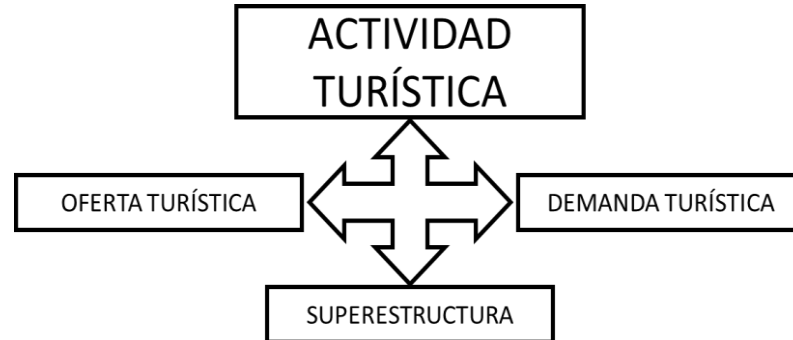 ACTIVIDAD
TURÍSTICA
OFERTA TURÍSTICA
DEMANDA TURÍSTICA
SUPERESTRUCTURA